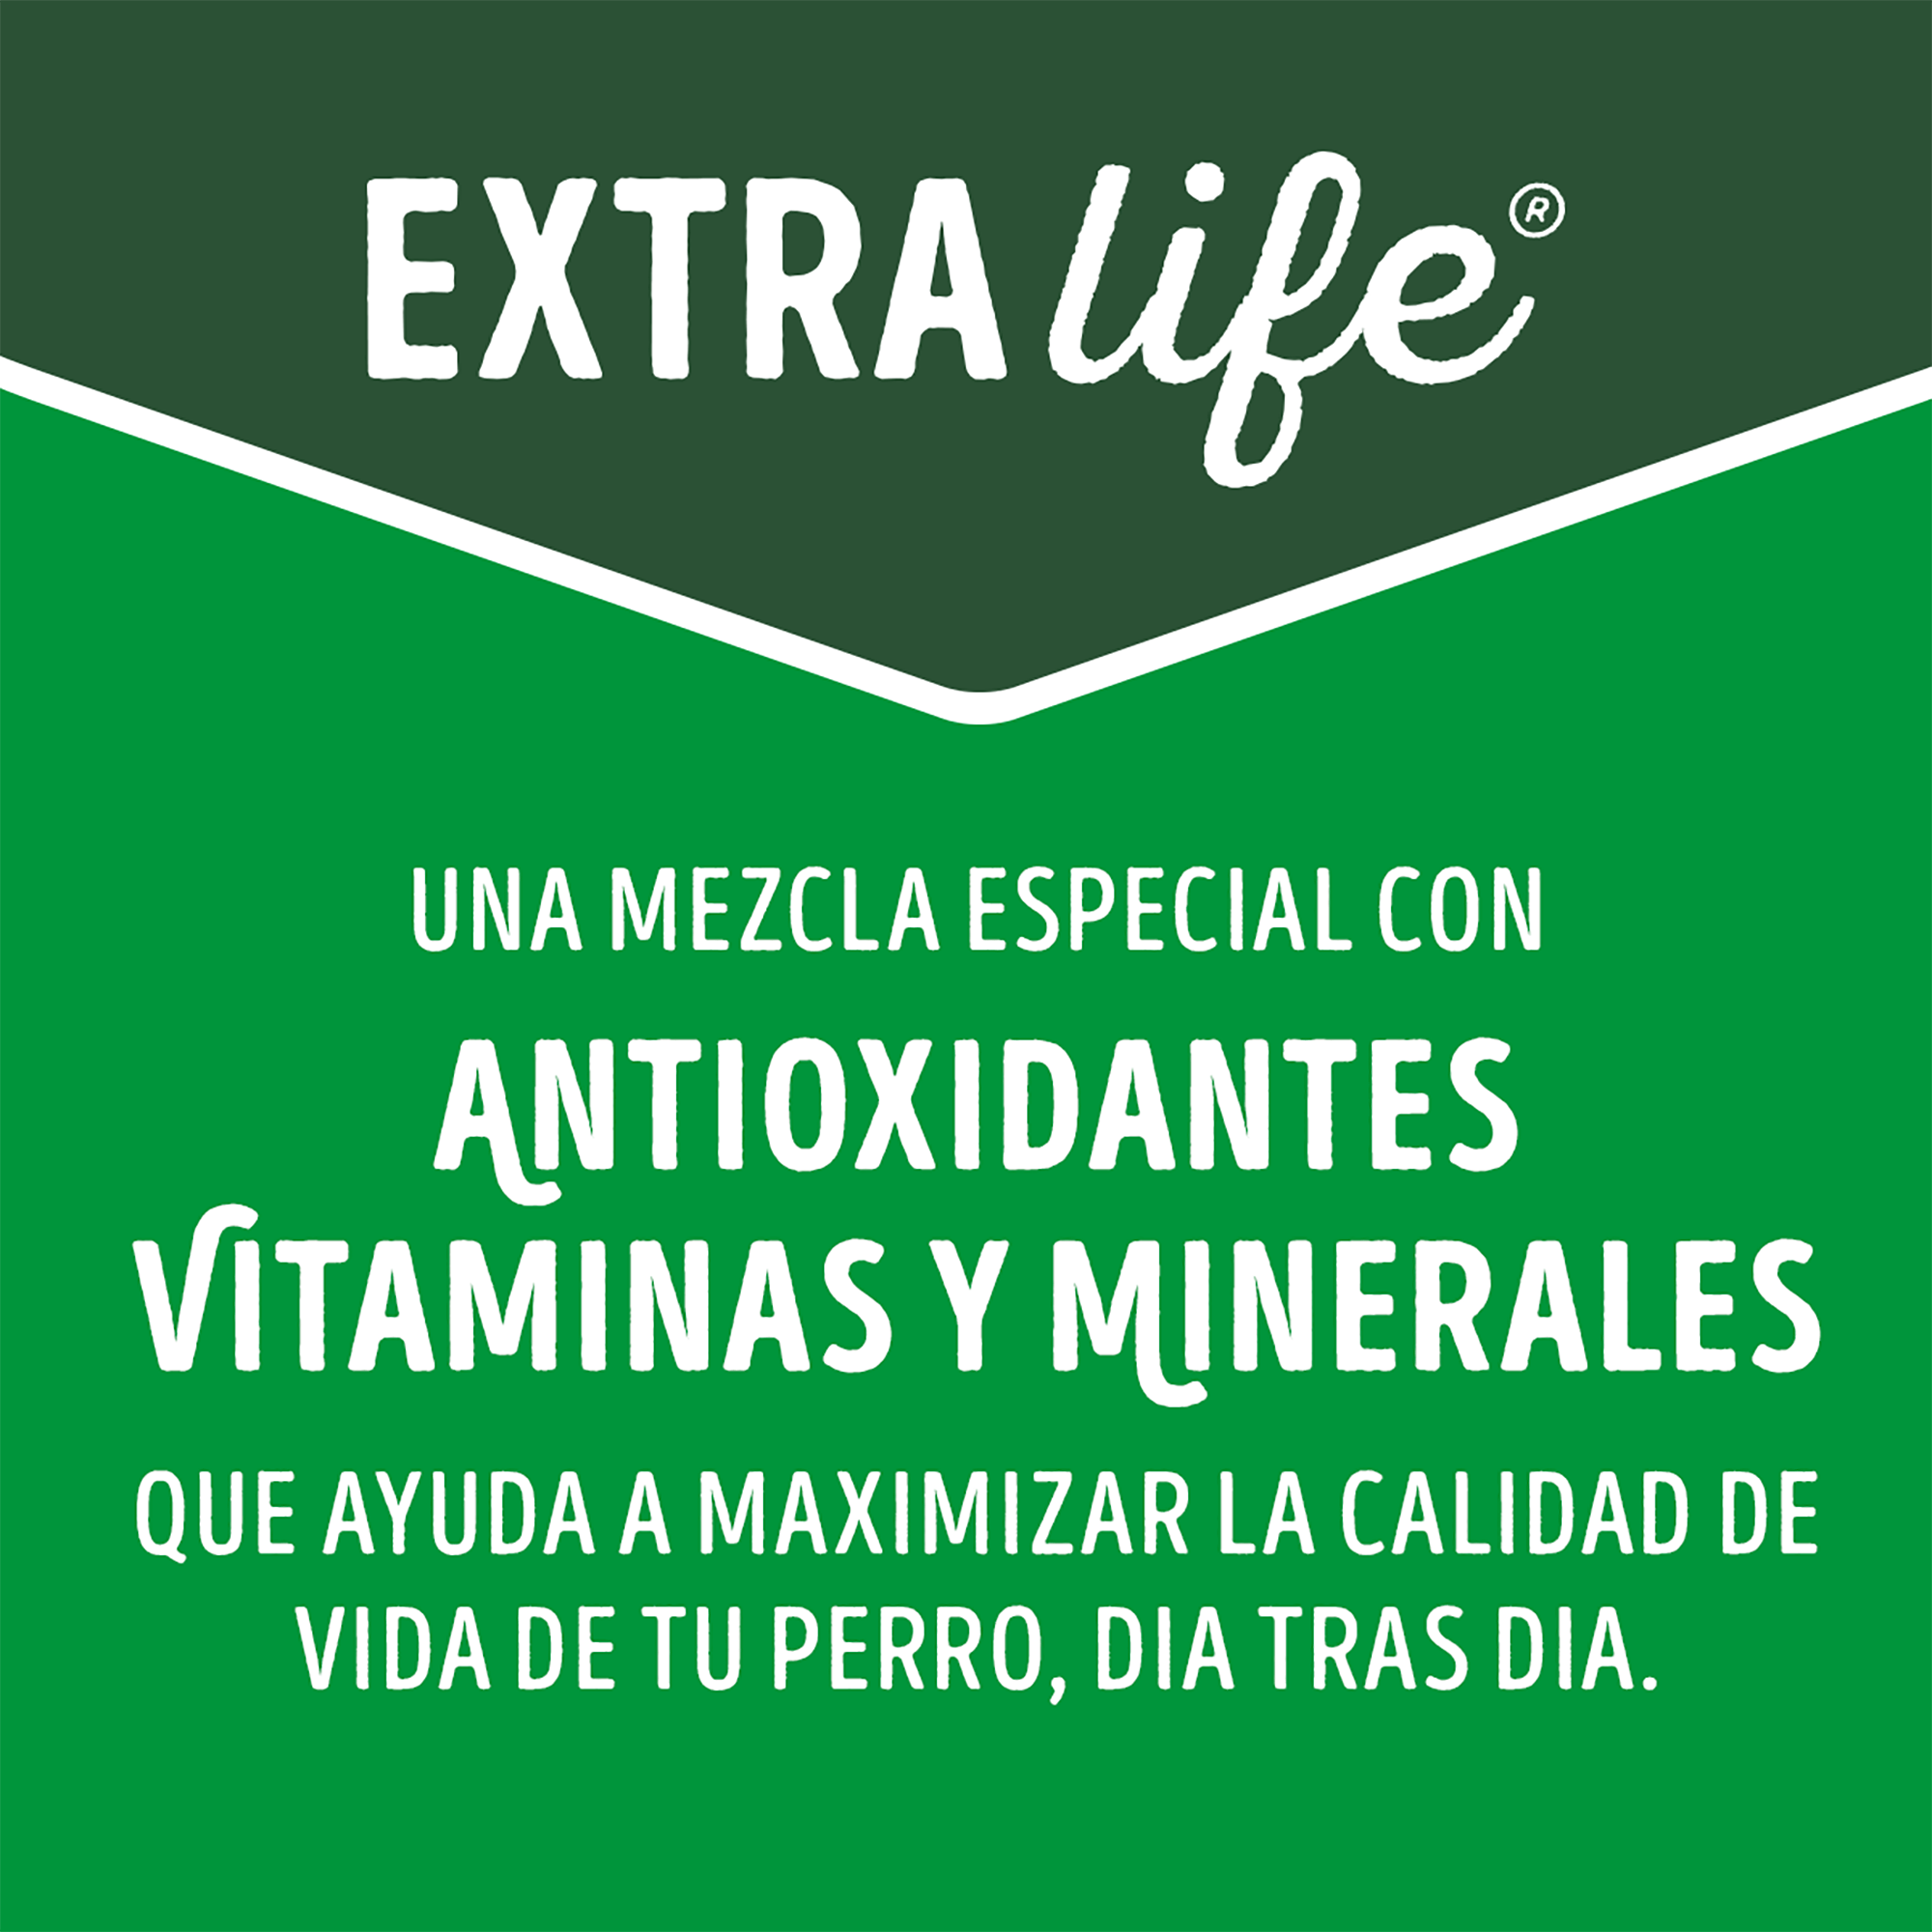 EXTRA life®
UNA MEZCLA ESPECIAL CON
ANTIOXIDANTES
VITAMINAS Y MINERALES
QUE AYUDA A MAXIMIZAR LA CALIDAD DE
VIDA DE TU PERRO, DIA TRAS DIA.